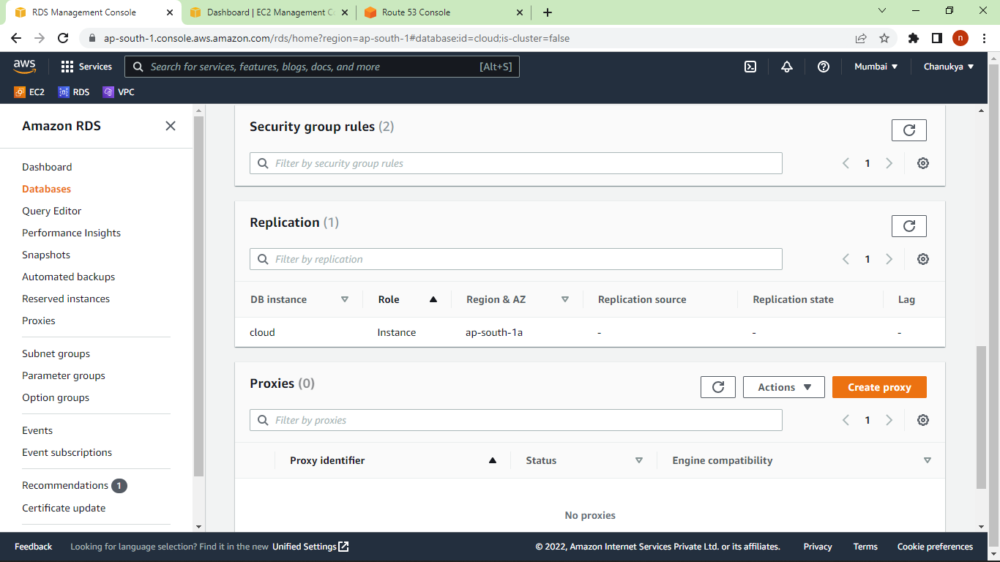 RDS Management Console
Dashboard | EC2 Management Co
Route 53 Console
ap-south-1.console.aws.amazon.com/rds/home?region=ap-south-1#database:id=cloud;is-cluster=false
n
aws
Services
Search for services, features, blogs, docs, and more
[Alt+S]
Mumbai
Chanukya
EC2
RDS
VPC
Amazon RDS
Dashboard
Databases
Query Editor
Performance Insights
Snapshots
Automated backups
Reserved instances
Proxies
Subnet groups
Parameter groups
Option groups
Events
Event subscriptions
Recommendations 1
Certificate update
Security group rules (2)
Filter by security group rules
1
Replication (1)
Filter by replication
1
DB instance Role Region & AZ Replication source Replication state Lag
cloud Instance ap-south-1a - - -
Proxies (0)
Actions
Create proxy
Filter by proxies
1
Proxy identifier Status Engine compatibility
No proxies
Feedback
Looking for language selection? Find it in the new Unified Settings
© 2022, Amazon Internet Services Private Ltd. or its affiliates.
Privacy
Terms
Cookie preferences